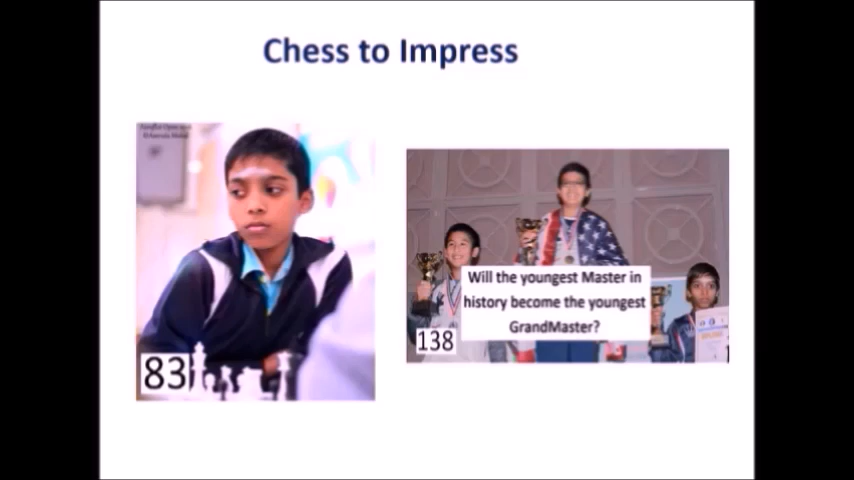 Chess to Impress
83
Will the youngest Master in
history become the youngest
GrandMaster?
138